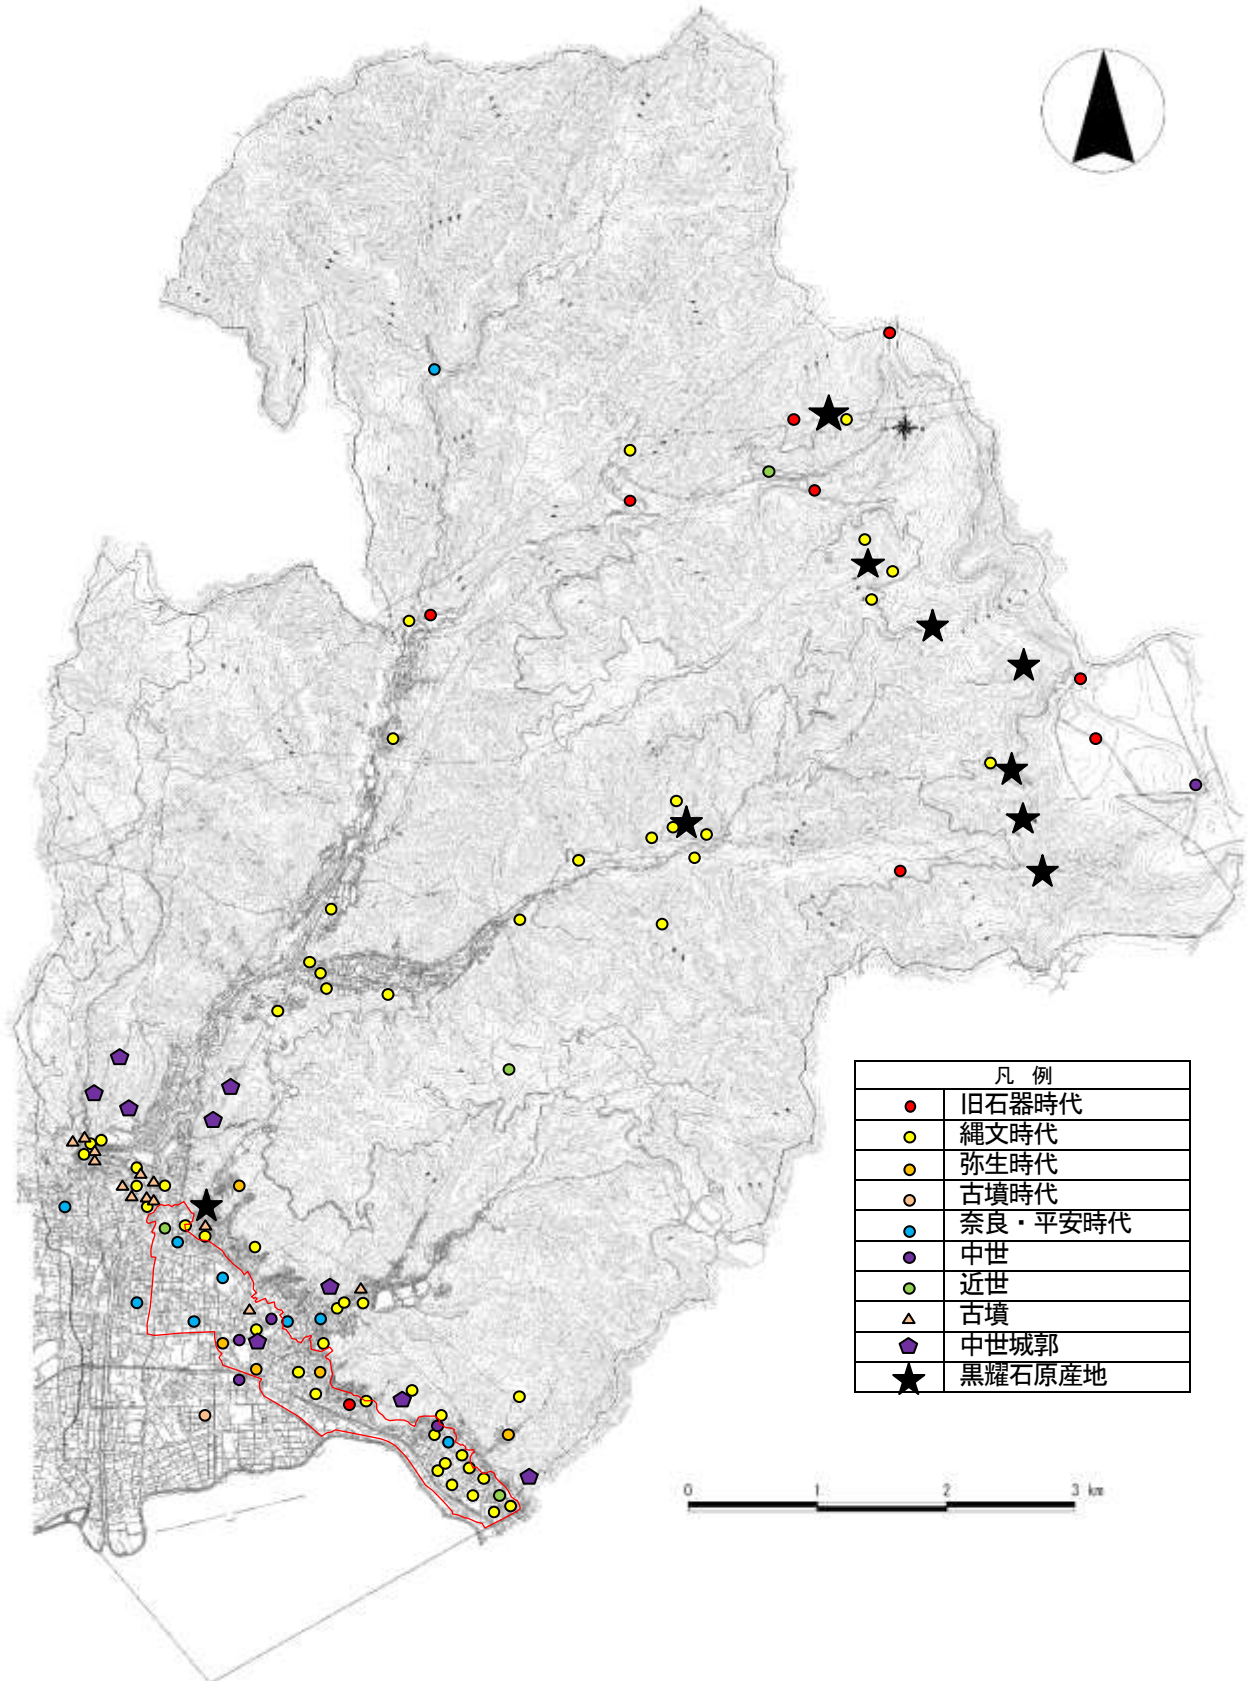 凡 例
旧石器時代
縄文時代
弥生時代
古墳時代
奈良・平安時代
中世
近世
古墳
中世城郭
黒耀石原産地
0 1 2 3 km